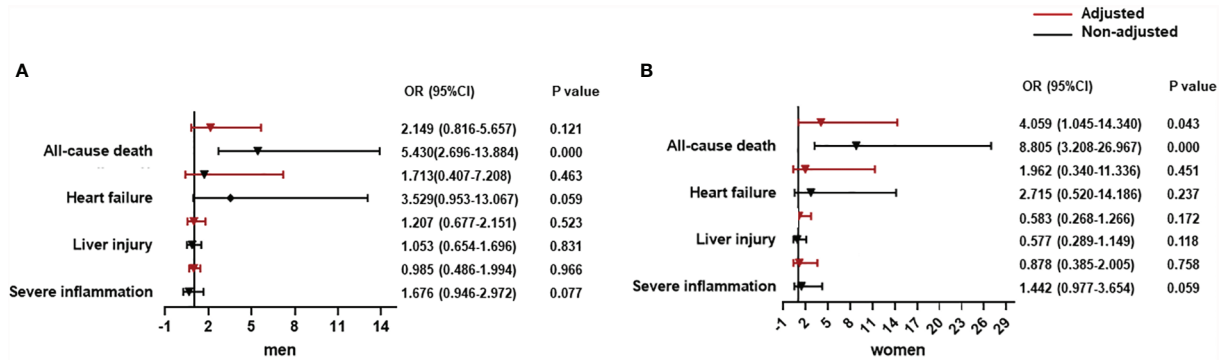 Adjusted
Non-adjusted
A
OR (95%CI) P value
2.149 (0.816-5.657) 0.121
All-cause death 5.430(2.696-13.884) 0.000
1.713(0.407-7.208) 0.463
Heart failure 3.529(0.953-13.067) 0.059
1.207 (0.677-2.151) 0.523
Liver injury 1.053 (0.654-1.696) 0.831
0.985 (0.486-1.994) 0.966
Severe inflammation 1.676 (0.946-2.972) 0.077
-1 2 5 8 11 14
men
B
OR (95%CI) P value
4.059 (1.045-14.340) 0.043
All-cause death 8.805 (3.208-26.967) 0.000
1.962 (0.340-11.336) 0.451
Heart failure 2.715 (0.520-14.186) 0.237
0.583 (0.268-1.266) 0.172
Liver injury 0.577 (0.289-1.149) 0.118
0.878 (0.385-2.005) 0.758
Severe inflammation 1.442 (0.977-3.654) 0.059
-1 2 5 8 11 14 17 20 23 26 29
women